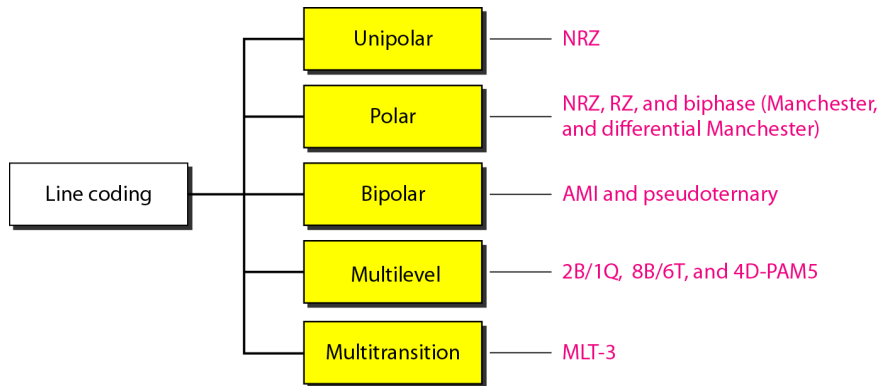 Unipolar
NRZ
Polar
NRZ, RZ, and biphase (Manchester,
and differential Manchester)
Line coding
Bipolar
AMI and pseudoternary
Multilevel
2B/1Q, 8B/6T, and 4D-PAM5
Multitransition
MLT-3